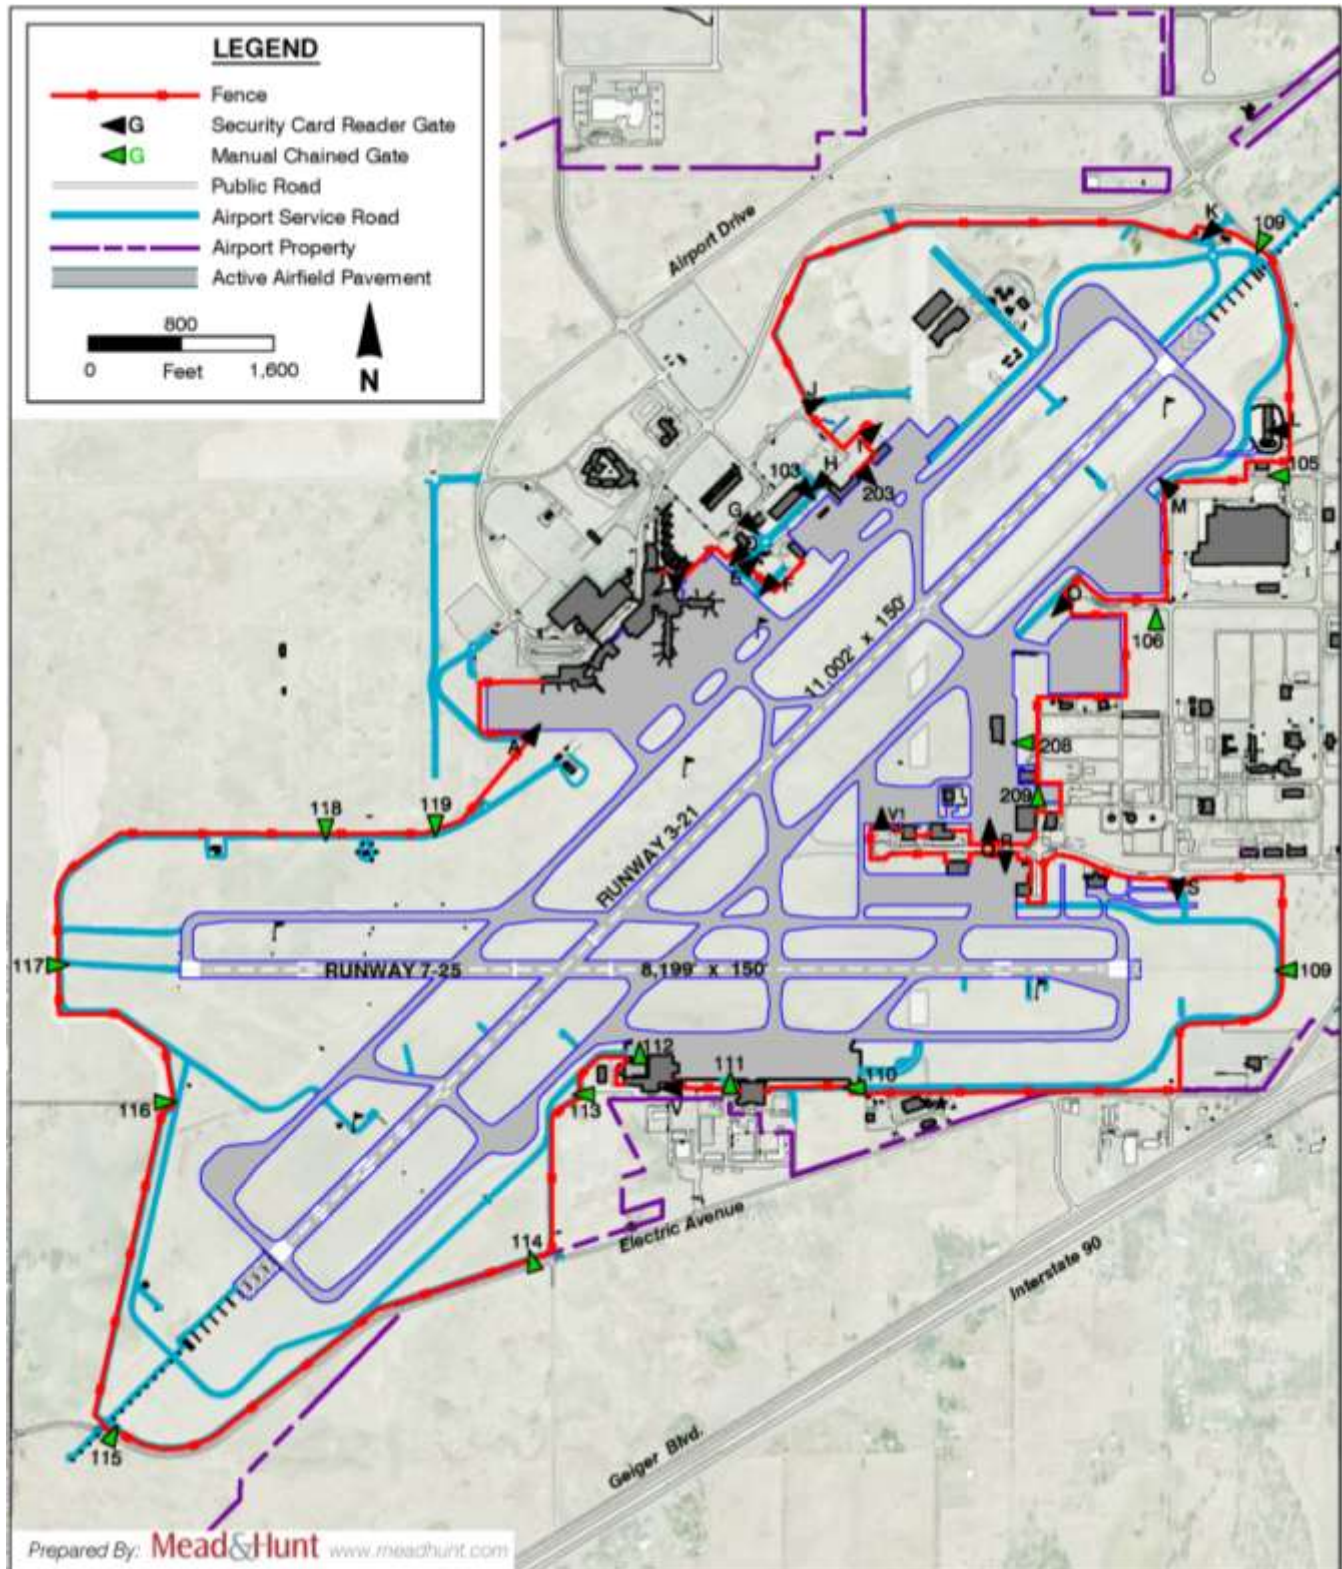 LEGEND
Fence
G Security Card Reader Gate
G Manual Chained Gate
Public Road
Airport Service Road
Airport Property
Active Airfield Pavement
800
0 Feet 1,600
N
Airport Drive
K
109
J
I
H
103
203
L
105
G
M
E
F
O
106
11,002' x 150'
A
208
209
V1
118
119
RUNWAY 3-21
Q
R
S
117
RUNWAY 7-25
8,199' x 150'
109
112
111
110
113
V
116
114
Electric Avenue
Interstate 90
115
Geiger Blvd.
Prepared By: Mead&Hunt www.meadhunt.com